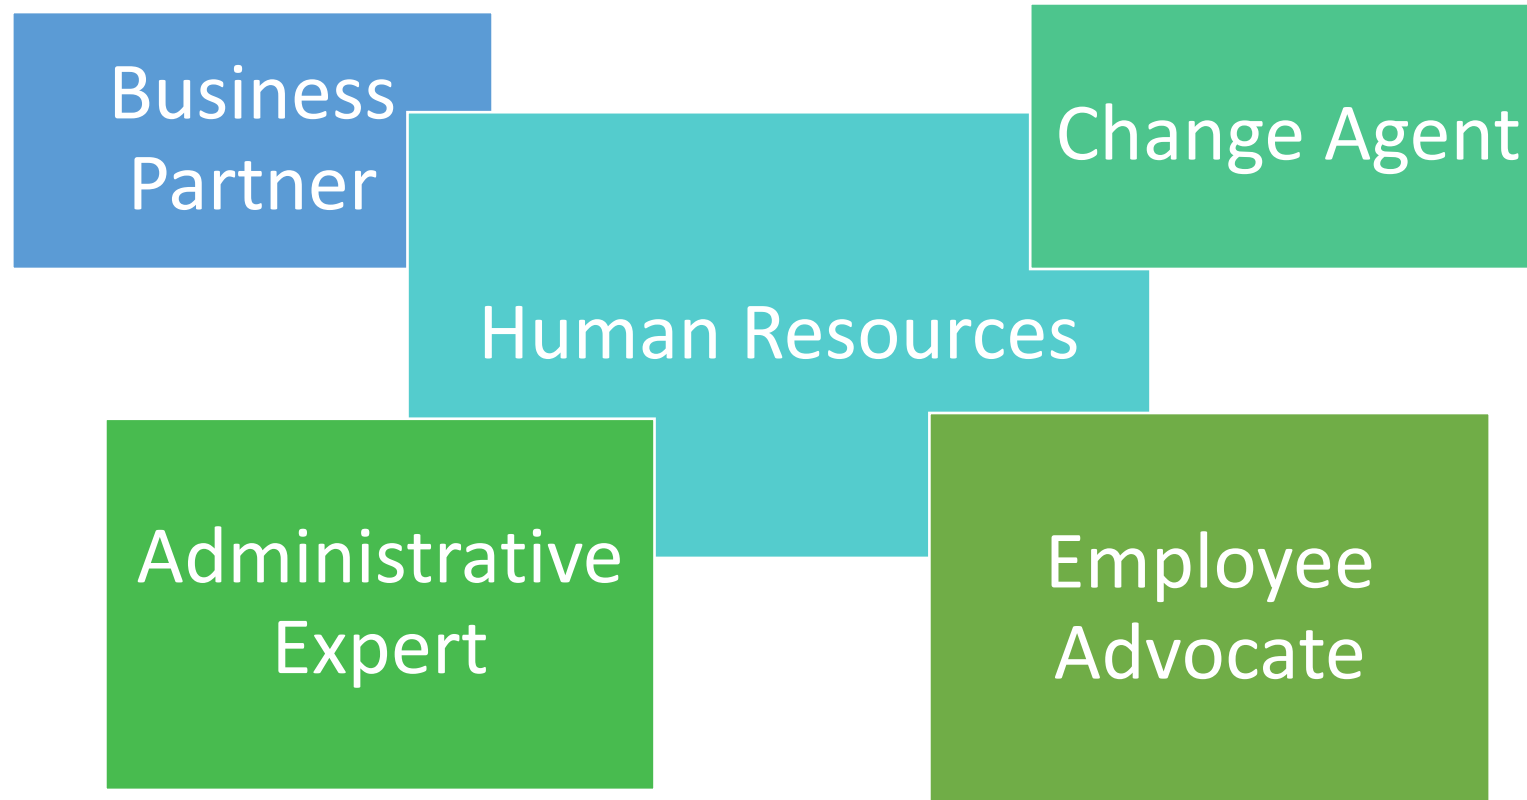 Business
Partner
Change Agent
Human Resources
Administrative
Expert
Employee
Advocate